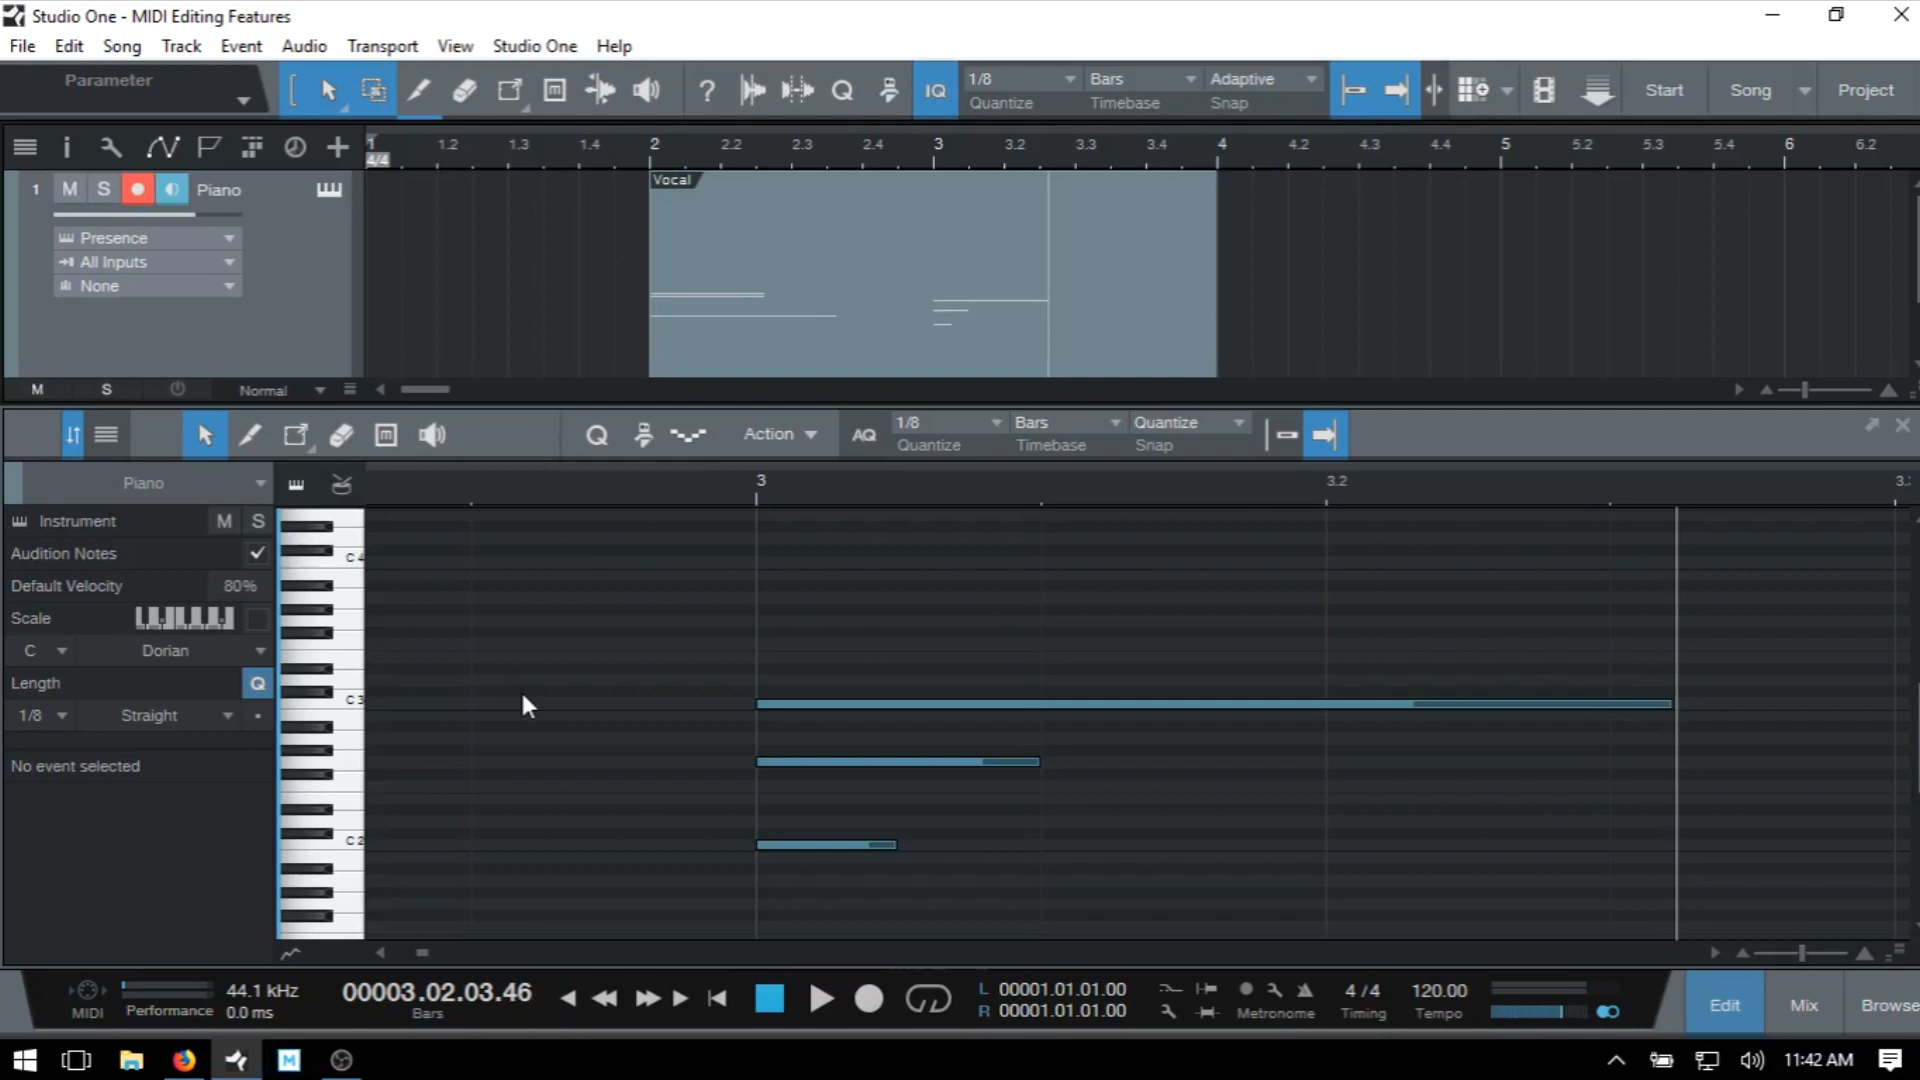 Studio One - MIDI Editing Features
File Edit Song Track Event Audio Transport View Studio One Help
Parameter
? Q IQ 1/8 Bars Adaptive Start Song Project
Quantize Timebase Snap
1 1.2 1.3 1.4 2 2.2 2.3 2.4 3 3.2 3.3 3.4 4 4.2 4.3 4.4 5 5.2 5.3 5.4 6 6.2
4/4
1 M S Piano
Vocal
Presence
All Inputs
None
M S Normal
Q Action AQ 1/8 Bars Quantize
Quantize Timebase Snap
Piano
3 3.2
Instrument M S
Audition Notes
C 4
Default Velocity 80%
Scale
C Dorian
Length Q
C 3
1/8 Straight
No event selected
C 2
MIDI
Performance
44.1 kHz
0.0 ms
00003.02.03.46
Bars
L 00001.01.01.00
R 00001.01.01.00
Metronome
4 / 4
Timing
120.00
Tempo
Edit Mix Browse
11:42 AM